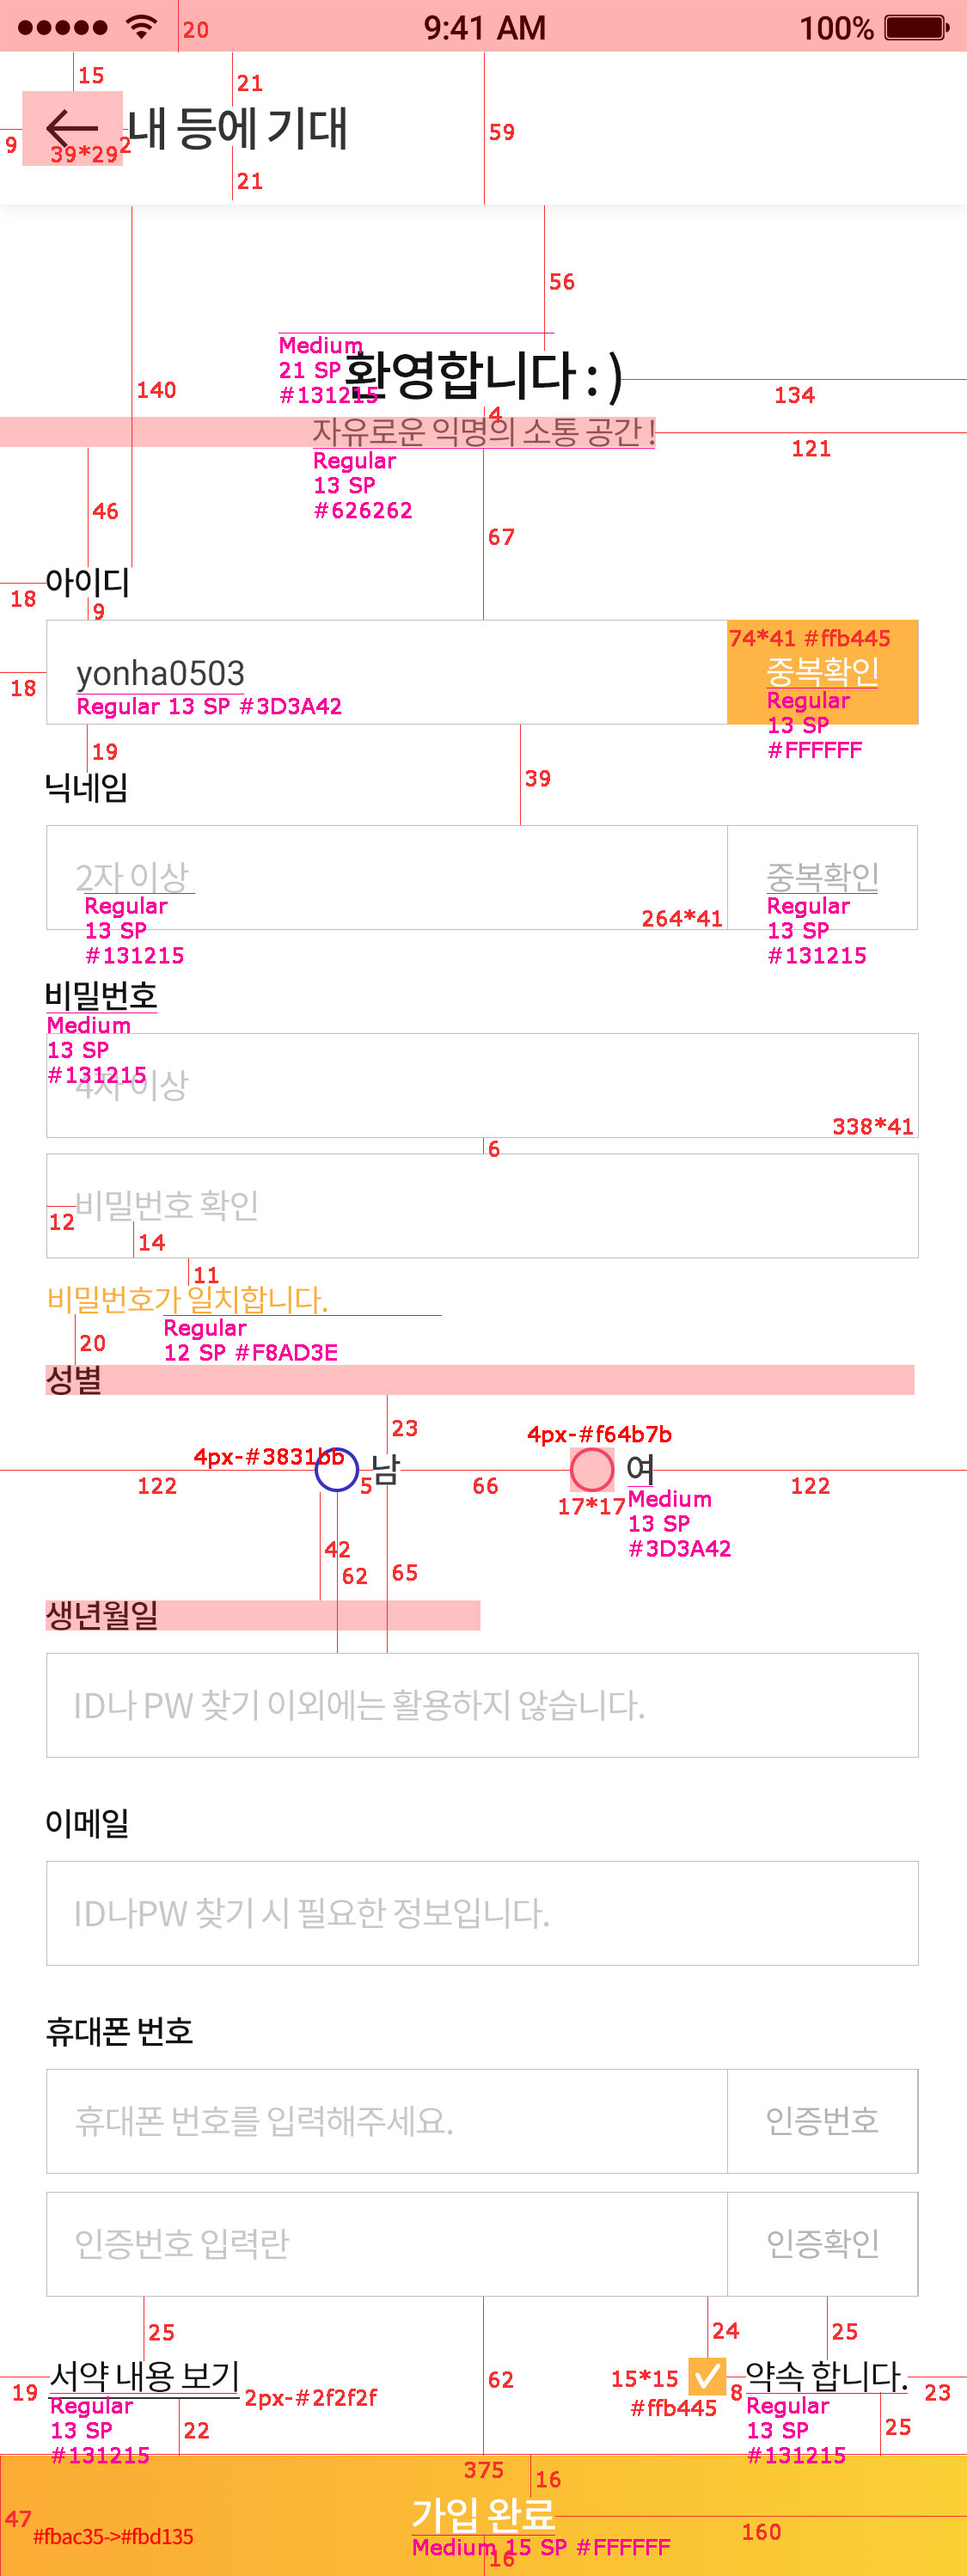 20 9:41 AM 100%
15 21
9 39*29 2 내 등에 기대 59
21
56
Medium
21 SP
#131215
환영합니다 : )
140 134
4
자유로운 익명의 소통 공간 !
121
Regular
13 SP
#626262
46 67
아이디
18 9
74*41 #ffb445
yonha0503 중복확인
18 Regular 13 SP #3D3A42
Regular
13 SP
#FFFFFF
19 39
닉네임
2자 이상 중복확인
Regular
13 SP
#131215
264*41
Regular
13 SP
#131215
비밀번호
Medium
13 SP
#131215
4자 이상
338*41
6
비밀번호 확인
12 14
11
비밀번호가 일치합니다.
Regular
12 SP #F8AD3E
20
성별
23
4px-#3831bb 4px-#f64b7b
남 여
122 5 66 17*17 122
Medium
13 SP
#3D3A42
42 62 65
생년월일
ID나 PW 찾기 이외에는 활용하지 않습니다.
이메일
ID나PW 찾기 시 필요한 정보입니다.
휴대폰 번호
휴대폰 번호를 입력해주세요. 인증번호
인증번호 입력란 인증확인
25 24 25
서약 내용 보기 62 15*15 약속 합니다.
19 2px-#2f2f2f #ffb445 8 23
Regular
13 SP
#131215
22
Regular
13 SP
#131215
25
375 16
가입 완료
47 #fbac35->#fbd135 160
Medium 15 SP #FFFFFF
16